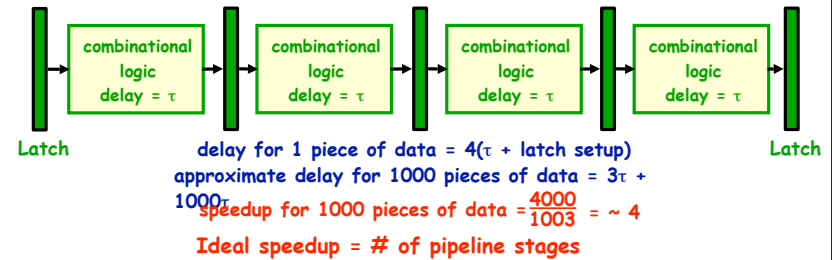 combinational
logic
delay = τ
combinational
logic
delay = τ
combinational
logic
delay = τ
combinational
logic
delay = τ
Latch
Latch
delay for 1 piece of data = 4(τ + latch setup)
approximate delay for 1000 pieces of data = 3τ +
1000τ
speedup for 1000 pieces of data = 4000/1003 = ~ 4
Ideal speedup = # of pipeline stages